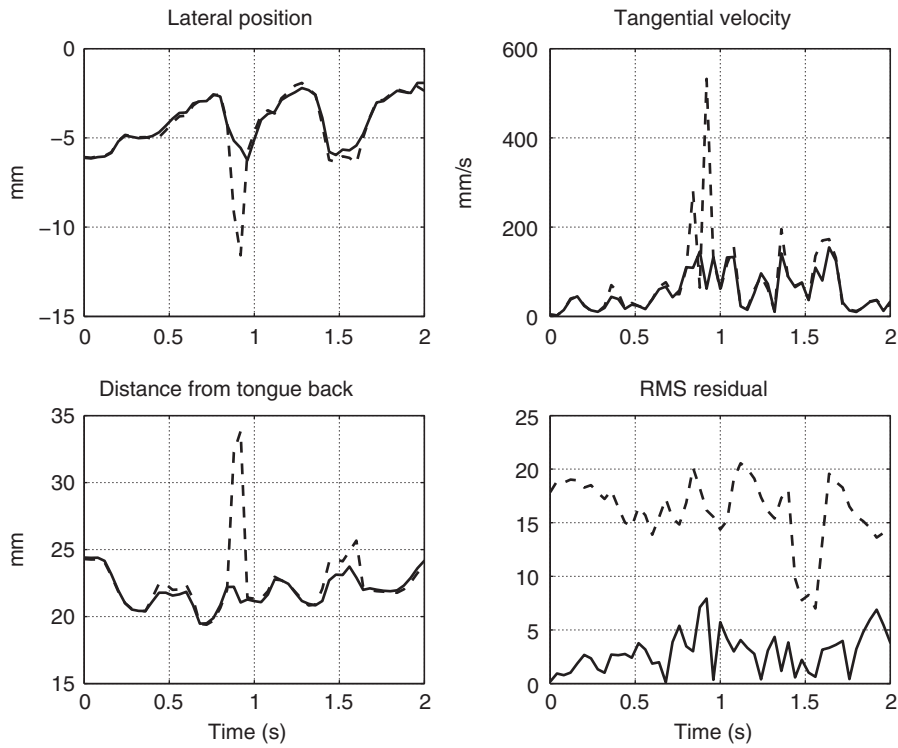 Lateral position
0
−5
−10
−15
mm
0 0.5 1 1.5 2
Tangential velocity
600
400
200
0
mm/s
0 0.5 1 1.5 2
Distance from tongue back
35
30
25
20
15
mm
0 0.5 1 1.5 2
Time (s)
RMS residual
25
20
15
10
5
0
0 0.5 1 1.5 2
Time (s)